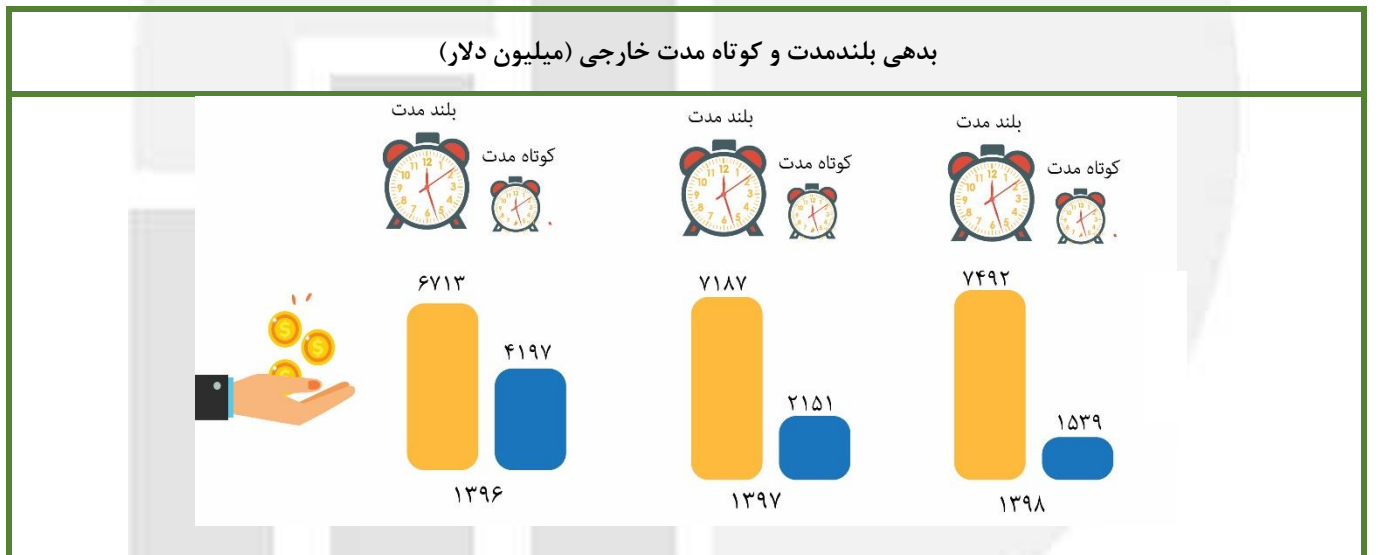 بدهی بلندمدت و کوتاه مدت خارجی (میلیون دلار)
بلند مدت
کوتاه مدت
بلند مدت
کوتاه مدت
بلند مدت
کوتاه مدت
۷۴۹۲
۱۵۳۹
۱۳۹۸
۷۱۸۷
۲۱۵۱
۱۳۹۷
۶۷۱۳
۴۱۹۷
۱۳۹۶